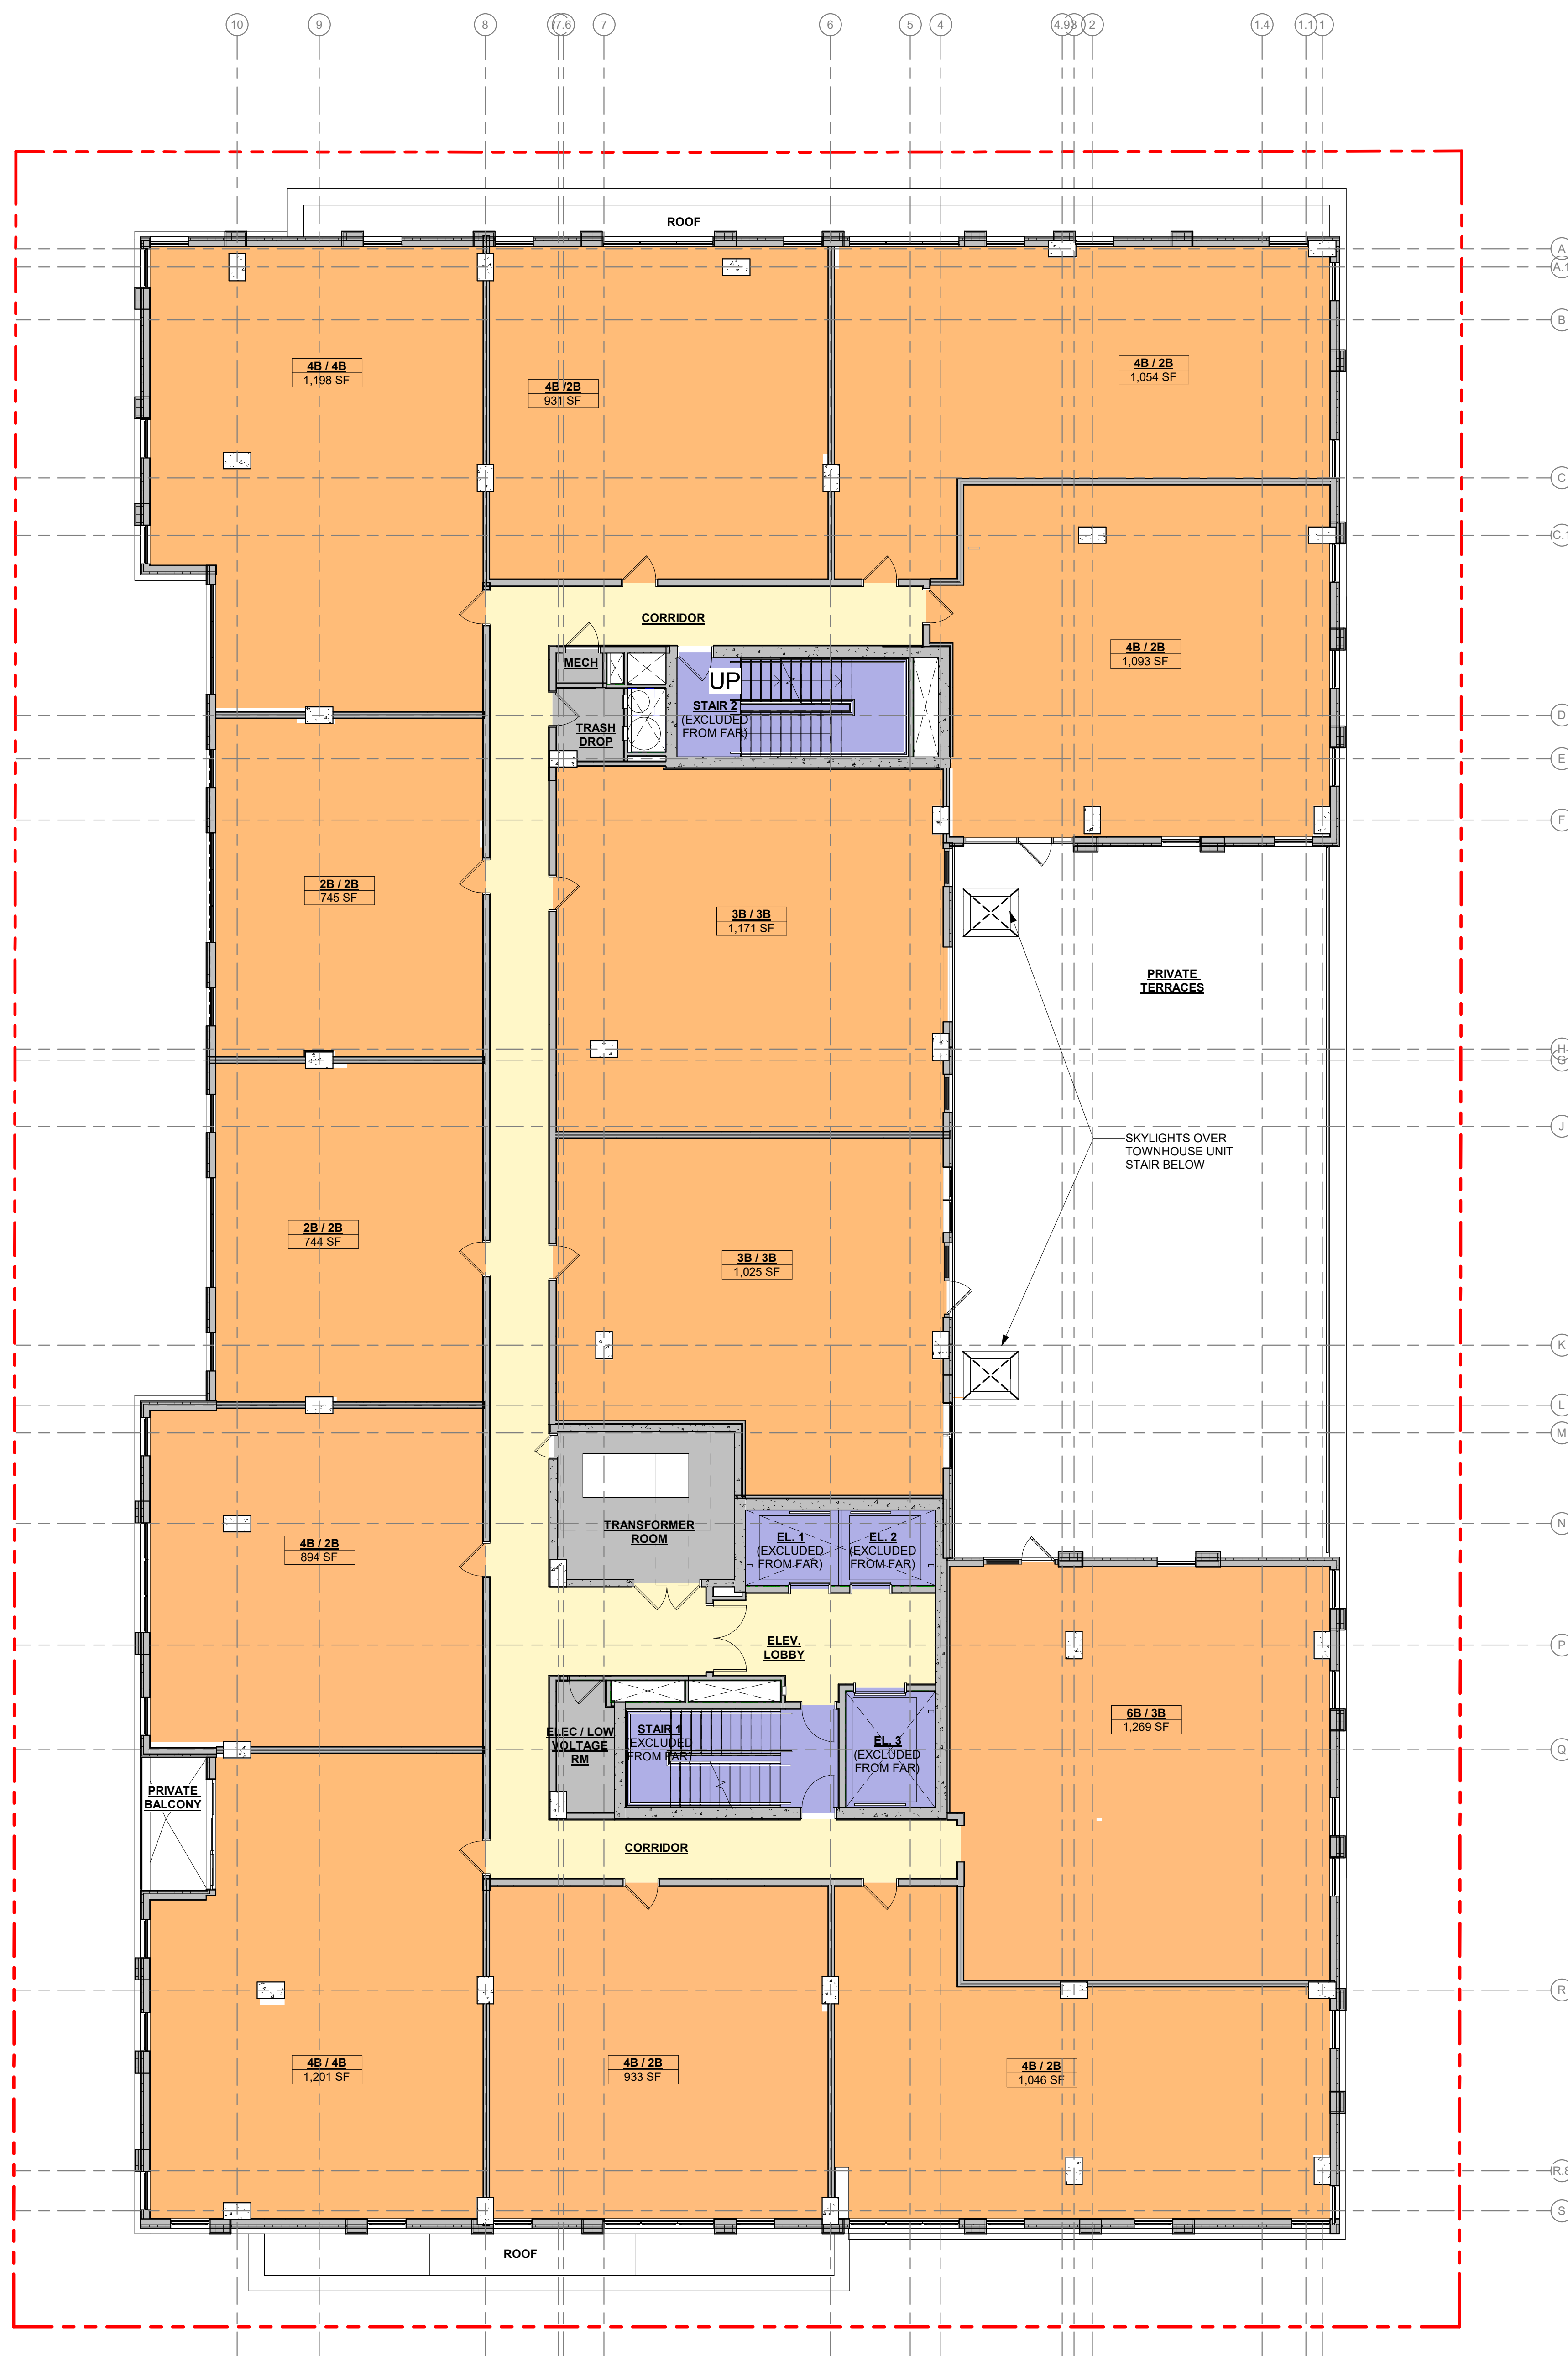 10
9
8
7.6
7
6
5
4
4.9
3
2
1.4
1.1
1
ROOF
A
A.1
B
4B / 4B
1,198 SF
4B /2B
931 SF
4B / 2B
1,054 SF
C
C.1
CORRIDOR
4B / 2B
1,093 SF
MECH
UP
STAIR 2
(EXCLUDED
FROM FAR)
TRASH
DROP
D
E
F
2B / 2B
745 SF
3B / 3B
1,171 SF
PRIVATE
TERRACES
H
G
J
SKYLIGHTS OVER
TOWNHOUSE UNIT
STAIR BELOW
2B / 2B
744 SF
3B / 3B
1,025 SF
K
L
M
N
4B / 2B
894 SF
TRANSFORMER
ROOM
EL. 1
(EXCLUDED
FROM FAR)
EL. 2
(EXCLUDED
FROM FAR)
ELEV.
LOBBY
P
6B / 3B
1,269 SF
ELEC / LOW
VOLTAGE
RM
STAIR 1
(EXCLUDED
FROM FAR)
EL. 3
(EXCLUDED
FROM FAR)
Q
PRIVATE
BALCONY
CORRIDOR
R
4B / 4B
1,201 SF
4B / 2B
933 SF
4B / 2B
1,046 SF
R.8
S
ROOF